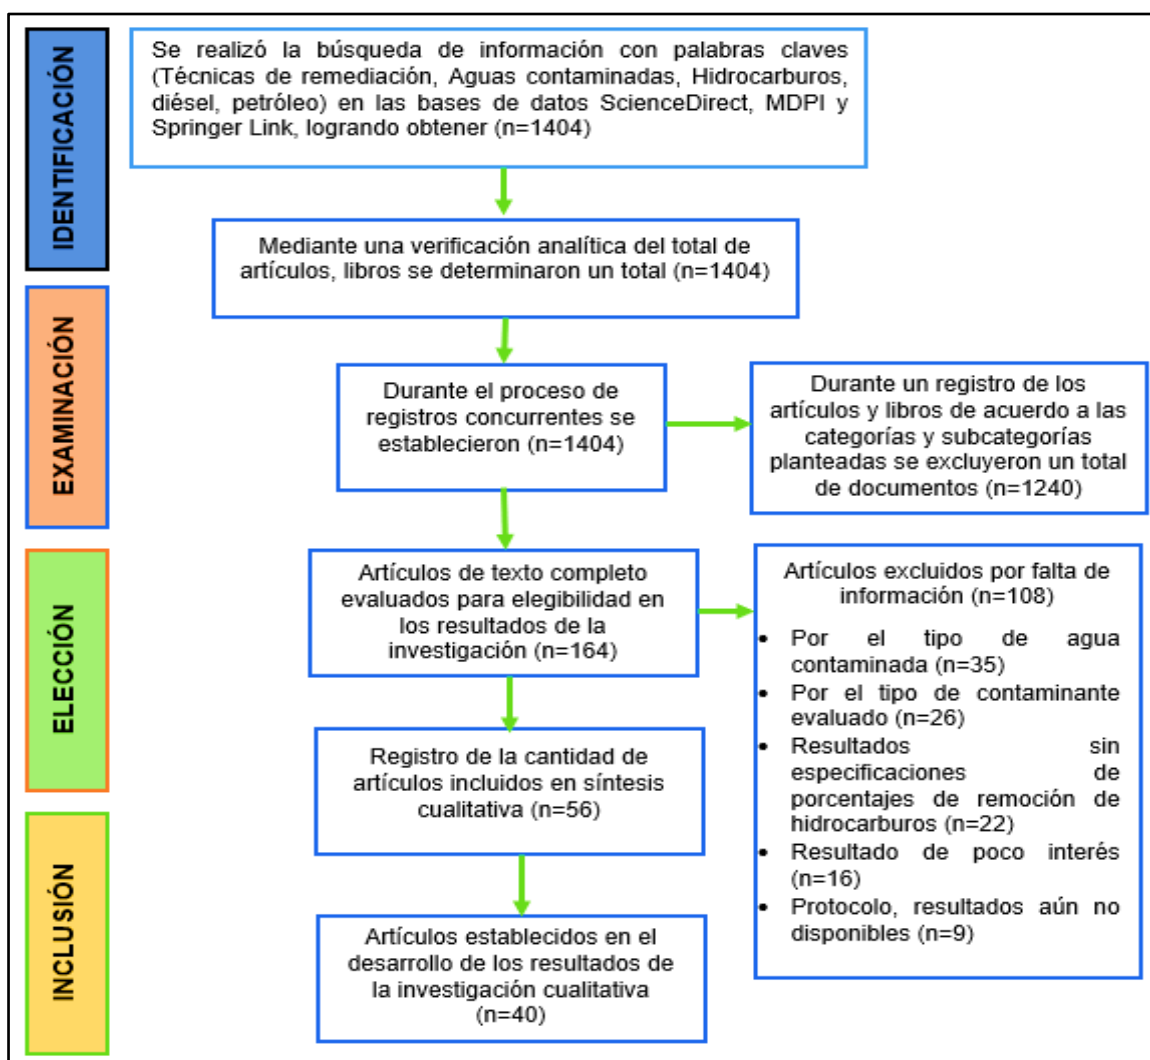 IDENTIFICACIÓN
Se realizó la búsqueda de información con palabras claves
(Técnicas de remediación, Aguas contaminadas, Hidrocarburos,
diésel, petróleo) en las bases de datos ScienceDirect, MDPI y
Springer Link, logrando obtener (n=1404)
Mediante una verificación analítica del total de
artículos, libros se determinaron un total (n=1404)
EXAMINACIÓN
Durante el proceso de
registros concurrentes se
establecieron (n=1404)
Durante un registro de los
artículos y libros de acuerdo a las
categorías y subcategorías
planteadas se excluyeron un total
de documentos (n=1240)
ELECCIÓN
Artículos de texto completo
evaluados para elegibilidad en
los resultados de la
investigación (n=164)
Artículos excluidos por falta de
información (n=108)
• Por el tipo de agua
contaminada (n=35)
• Por el tipo de contaminante
evaluado (n=26)
• Resultados sin
especificaciones de
porcentajes de remoción de
hidrocarburos (n=22)
• Resultado de poco interés
(n=16)
• Protocolo, resultados aún no
disponibles (n=9)
Registro de la cantidad de
artículos incluidos en síntesis
cualitativa (n=56)
INCLUSIÓN
Artículos establecidos en el
desarrollo de los resultados de
la investigación cualitativa
(n=40)